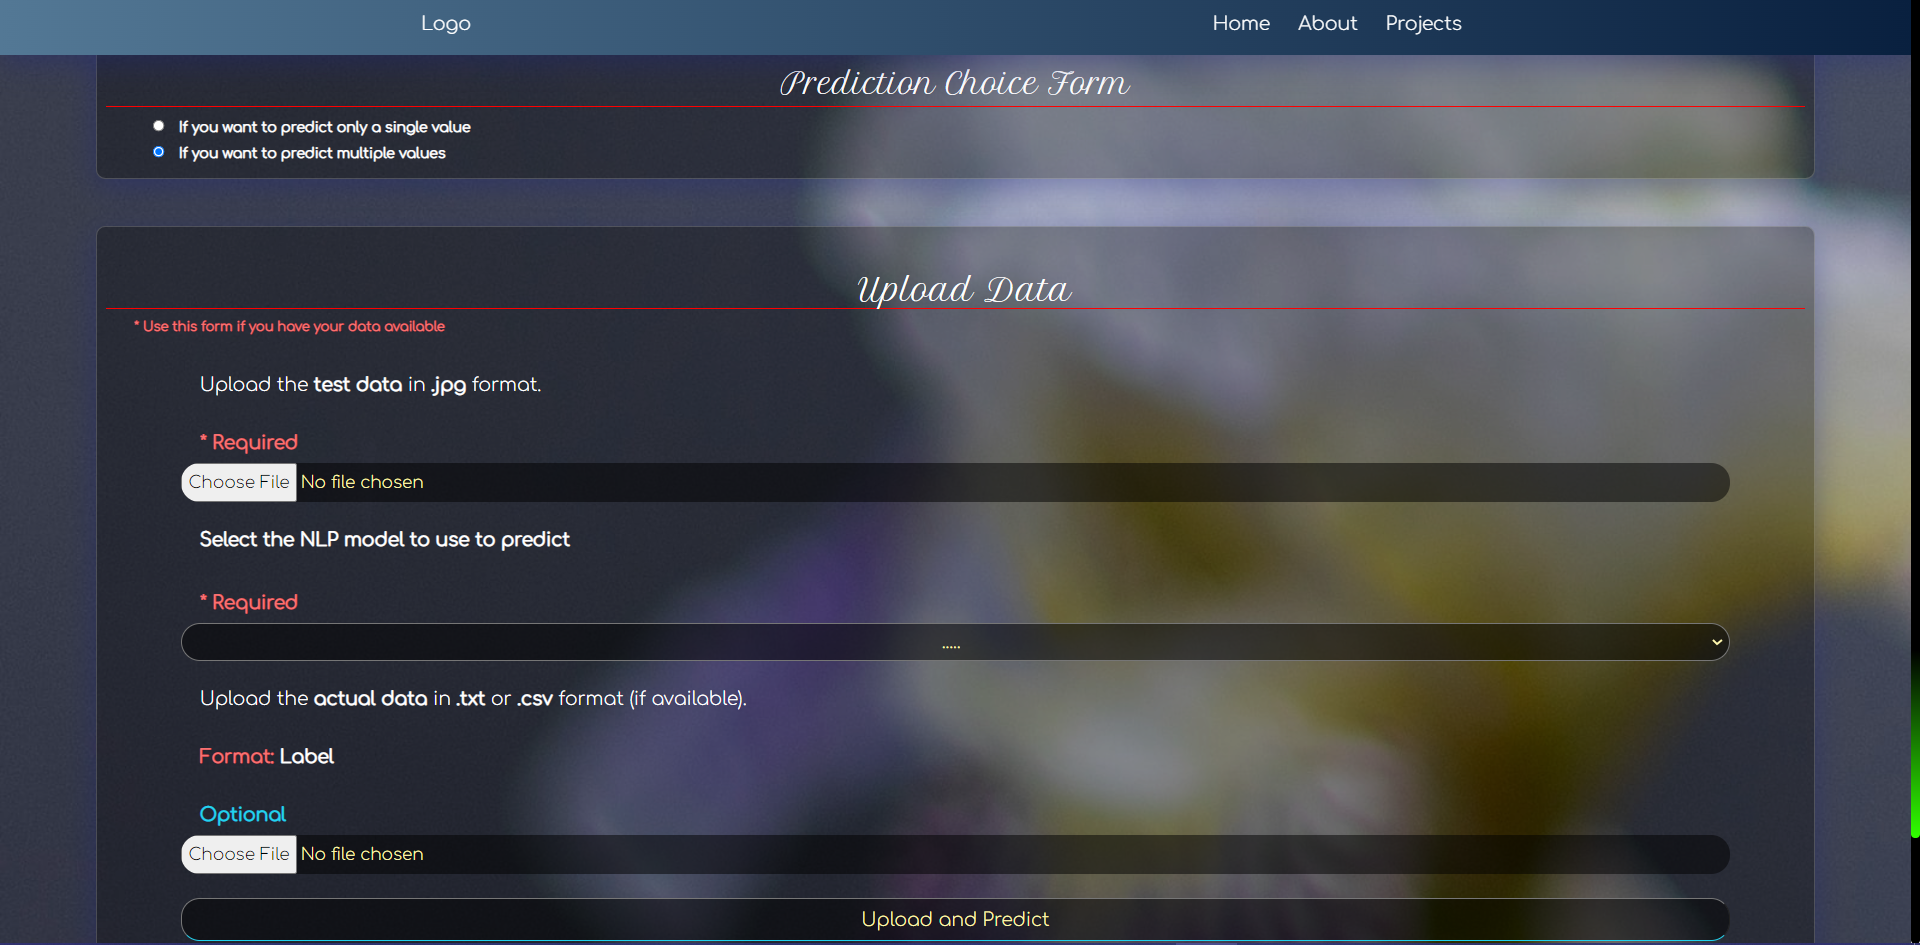 Logo
Home About Projects
Prediction Choice Form
If you want to predict only a single value
If you want to predict multiple values
Upload Data
* Use this form if you have your data available
Upload the test data in .jpg format.
* Required
Choose File No file chosen
Select the NLP model to use to predict
* Required
.....
Upload the actual data in .txt or .csv format (if available).
Format: Label
Optional
Choose File No file chosen
Upload and Predict